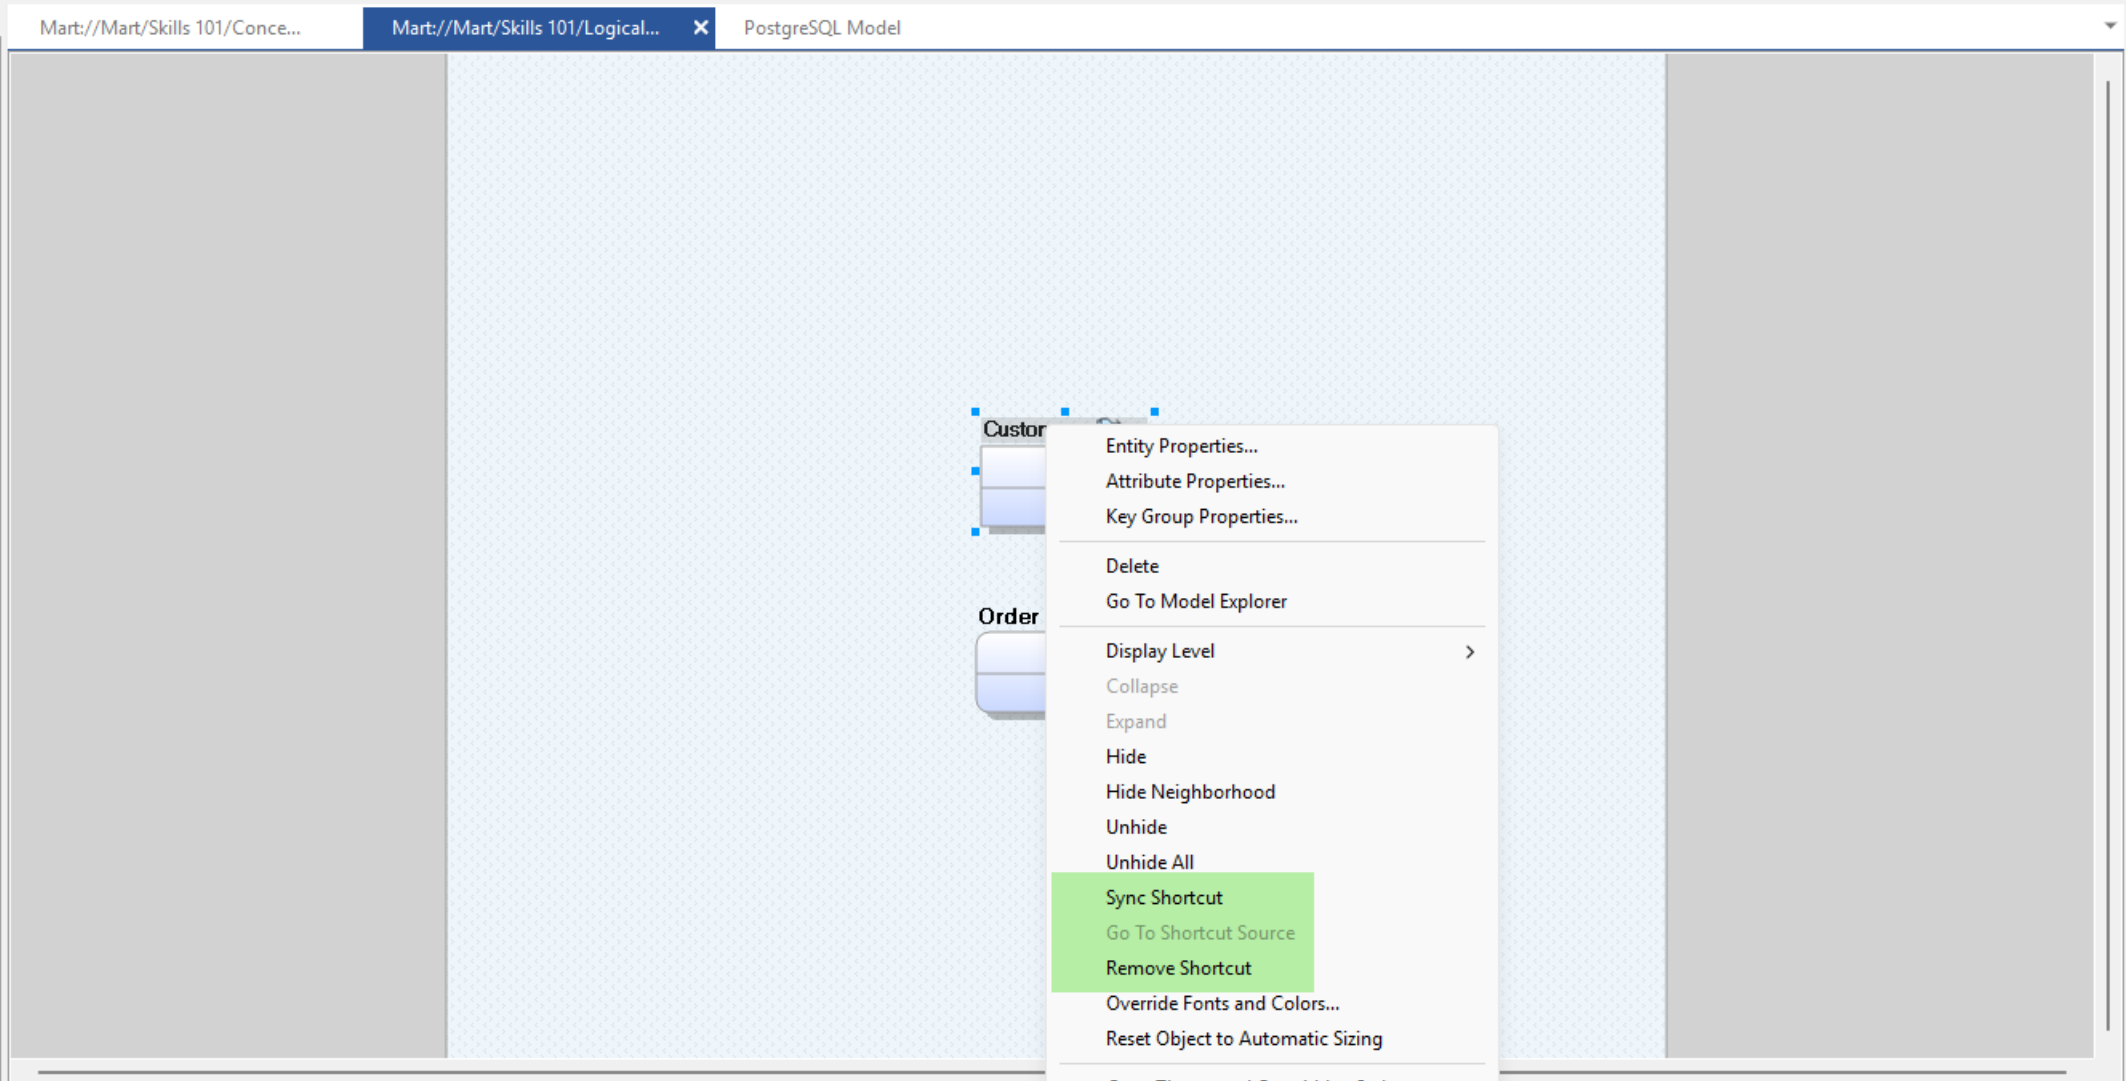 Mart://Mart/Skills 101/Conce... Mart://Mart/Skills 101/Logical... PostgreSQL Model
Custor
Order
Entity Properties...
Attribute Properties...
Key Group Properties...
Delete
Go To Model Explorer
Display Level
Collapse
Expand
Hide
Hide Neighborhood
Unhide
Unhide All
Sync Shortcut
Go To Shortcut Source
Remove Shortcut
Override Fonts and Colors...
Reset Object to Automatic Sizing